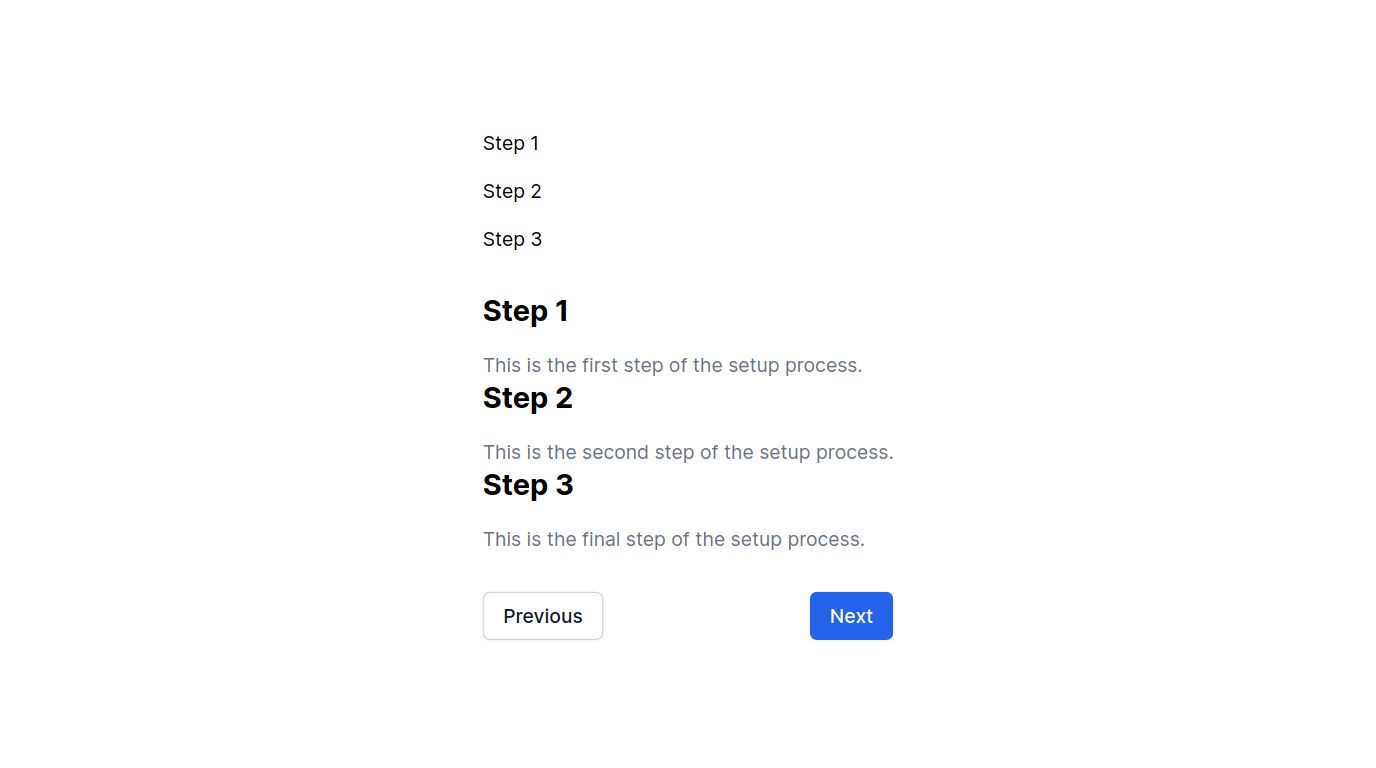 Step 1
Step 2
Step 3
Step 1
This is the first step of the setup process.
Step 2
This is the second step of the setup process.
Step 3
This is the final step of the setup process.
Previous Next